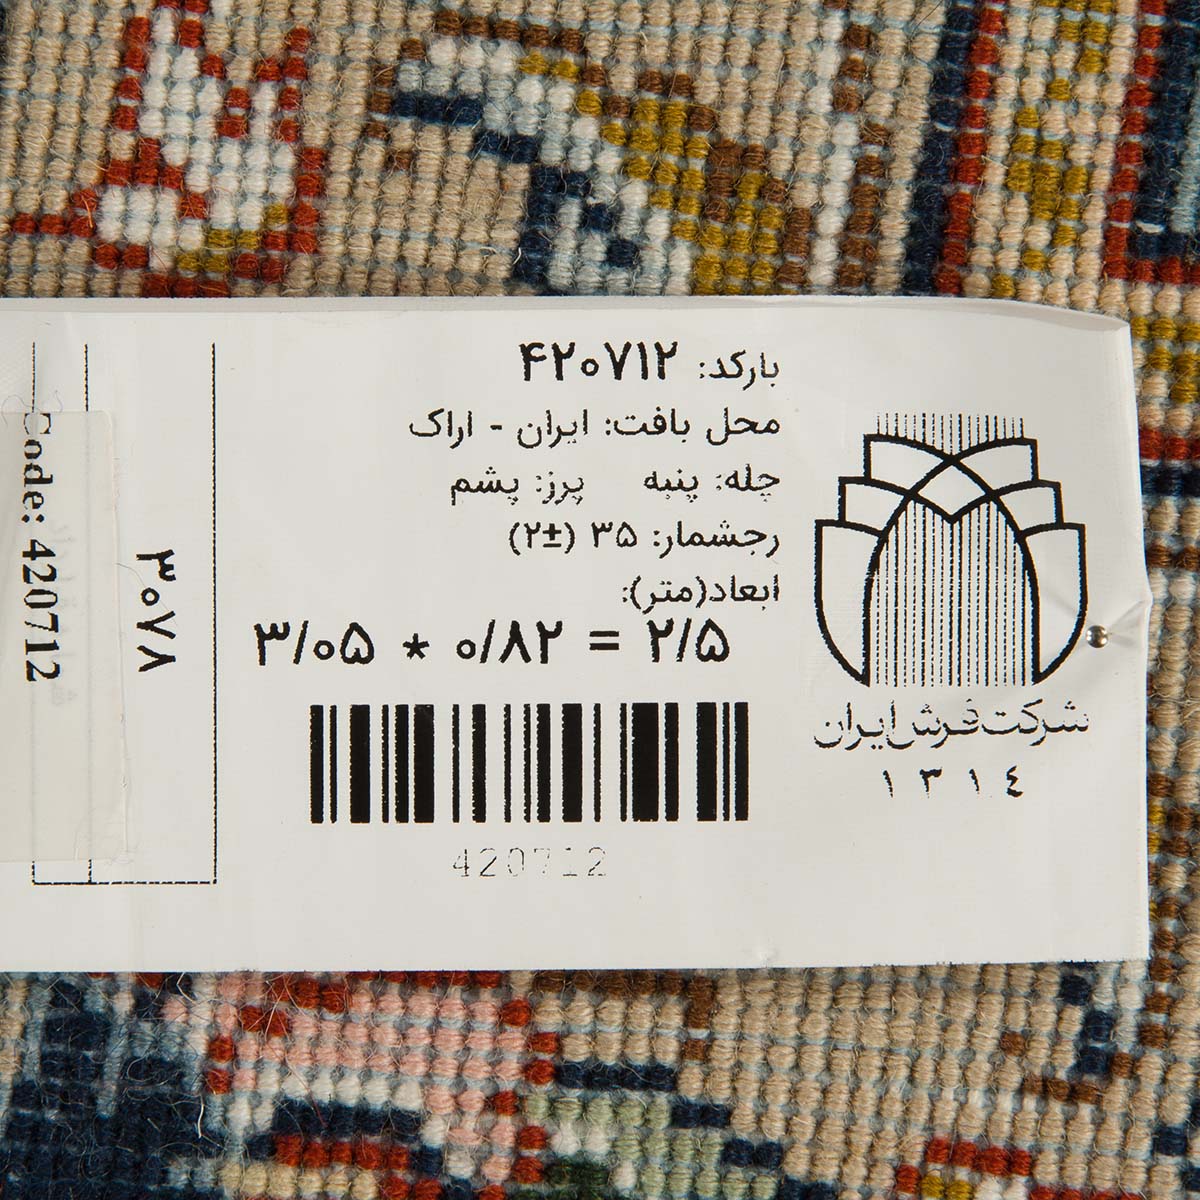 بارکد: ۴۲۰۷۱۲
محل بافت: ایران - اراک
چله: پنبه پرز: پشم
رجشمار: ۳۵ (±۲)
ابعاد(متر):
۳/۰۵ * ۰/۸۲ = ۲/۵
420712
شرکت فرش ایران
١٣١٤
۳۰۷۸
Code: 420712